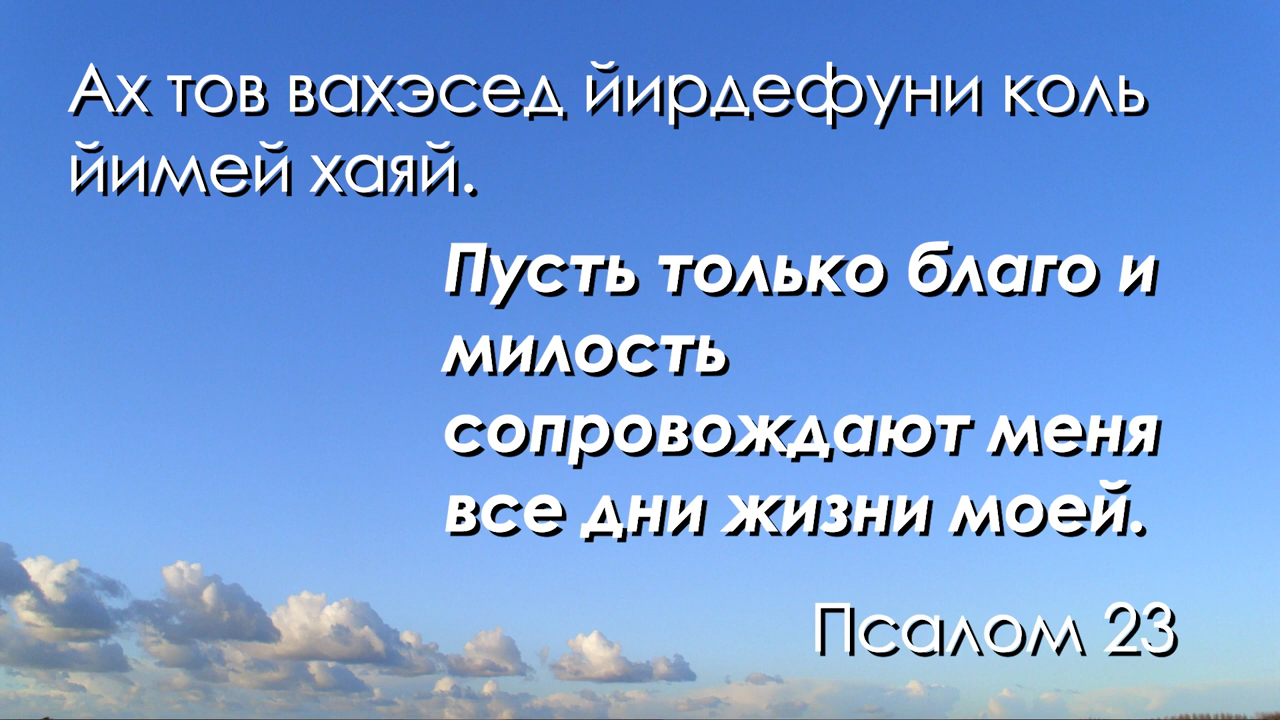 Ах тов вахэсед йирдефуни коль
йимей хаяй.
Пусть только благо и
милость
сопровождают меня
все дни жизни моей.
Псалом 23